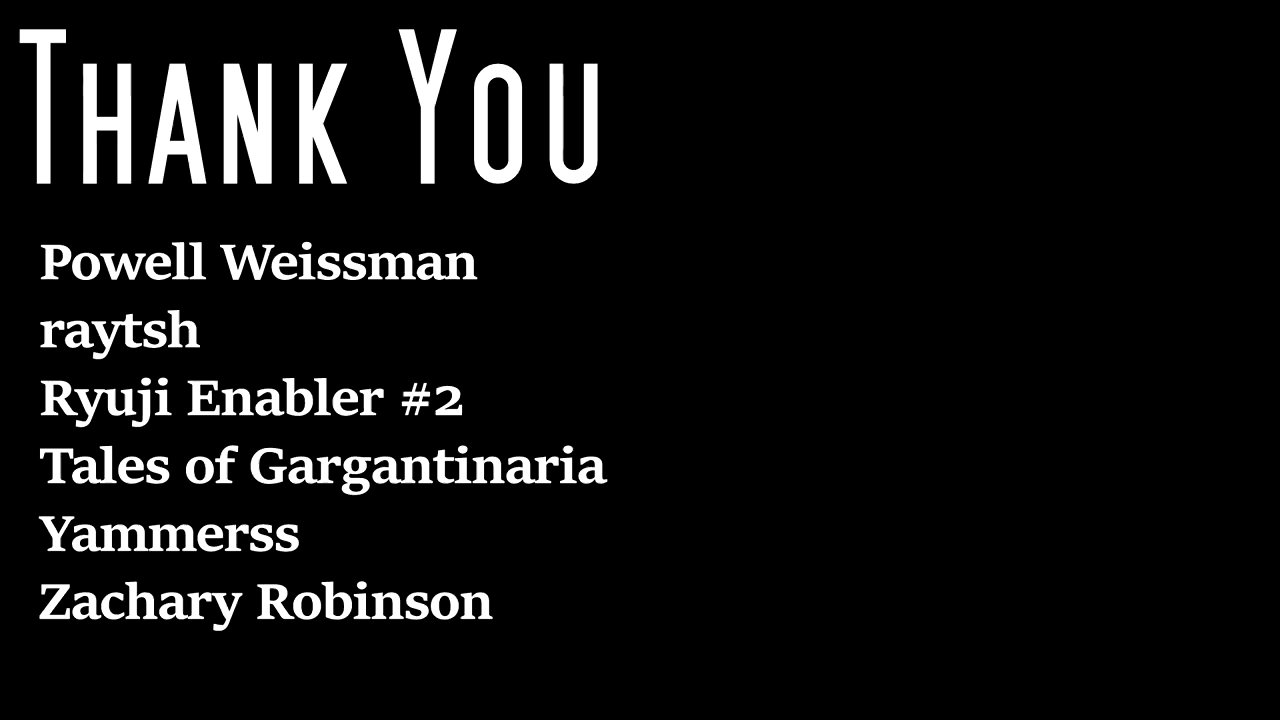 Thank You
Powell Weissman
raytsh
Ryuji Enabler #2
Tales of Gargantinaria
Yammerss
Zachary Robinson